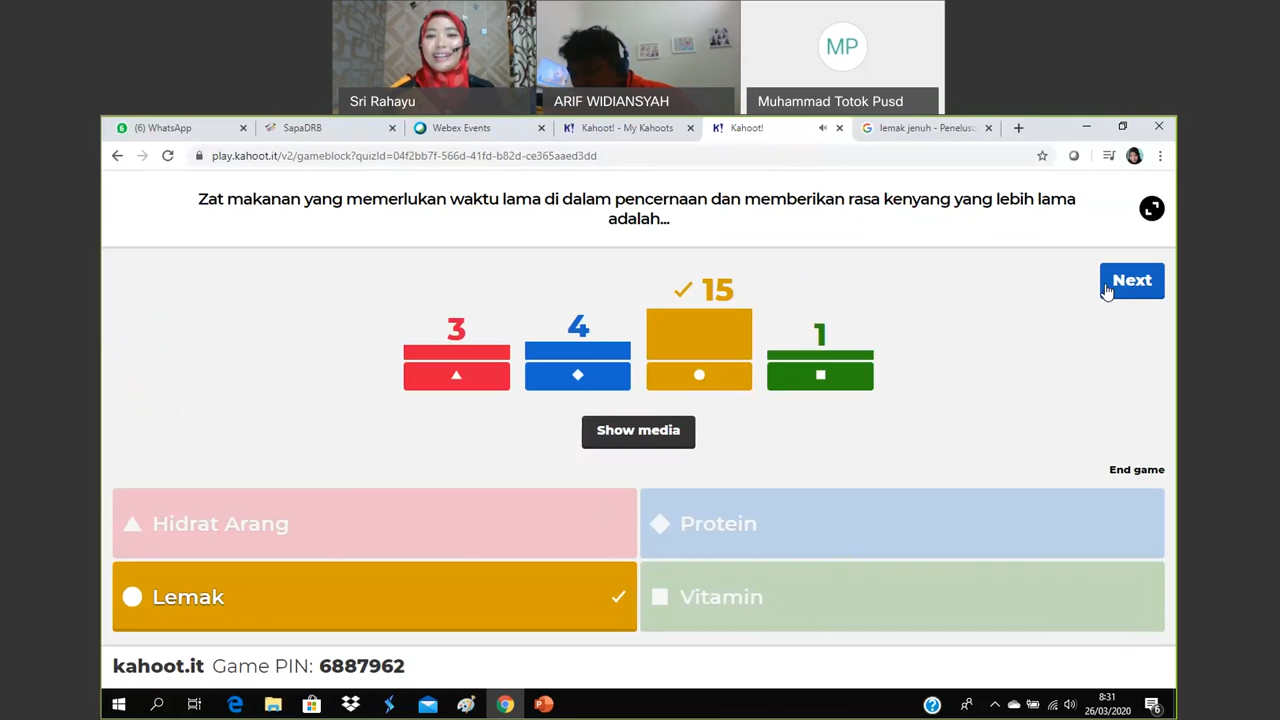 MP
Sri Rahayu
ARIF WIDIANSYAH
Muhammad Totok Pusd
(6) WhatsApp
SapaDRB
Webex Events
K! Kahoot! - My Kahoots
K! Kahoot!
lemak jenuh - Penelus
play.kahoot.it/v2/gameblock?quizId=04f2bb7f-566d-41fd-b82d-ce365aaed3dd
Zat makanan yang memerlukan waktu lama di dalam pencernaan dan memberikan rasa kenyang yang lebih lama
adalah...
Next
3
4
15
1
Show media
End game
Hidrat Arang
Protein
Lemak
Vitamin
kahoot.it Game PIN: 6887962
8:31
26/03/2020
6